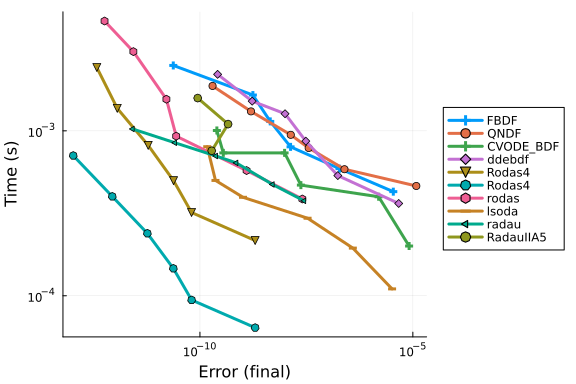 Time (s)
10⁻³
10⁻⁴
10⁻¹⁰
10⁻⁵
Error (final)
FBDF
QNDF
CVODE_BDF
ddebdf
Rodas4
Rodas4
rodas
lsoda
radau
RadauIIA5